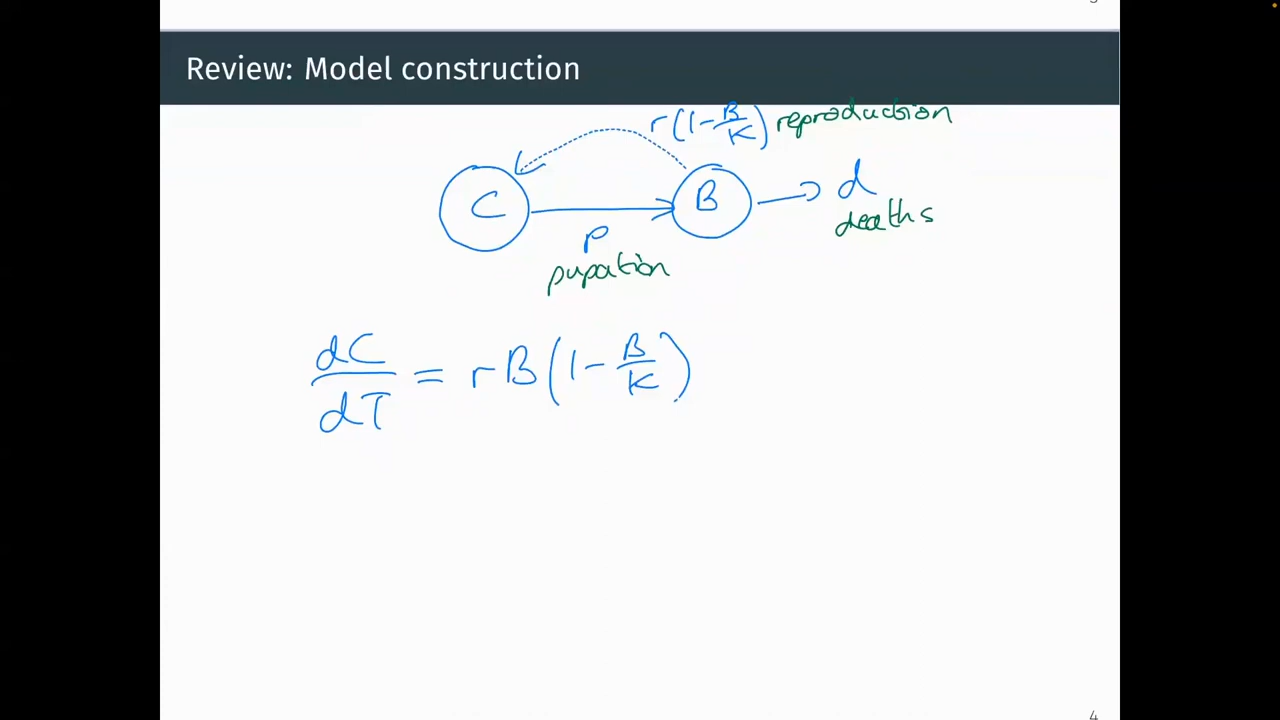 Review: Model construction
r(1-B/K) reproduction
C
B
d
deaths
p
pupation
dC/dT = rB(1-B/K)
4